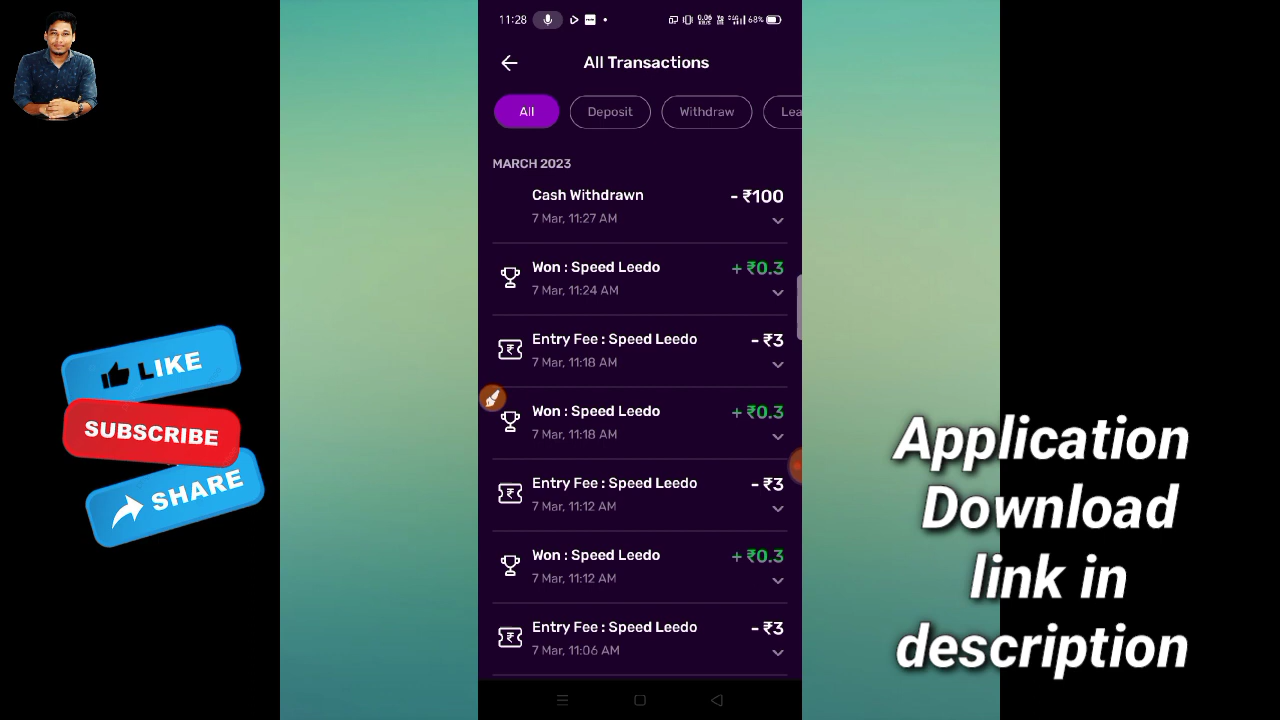 11:28
68%
All Transactions
All
Deposit
Withdraw
Lea
MARCH 2023
Cash Withdrawn
- ₹100
7 Mar, 11:27 AM
Won : Speed Leedo
+ ₹0.3
7 Mar, 11:24 AM
Entry Fee : Speed Leedo
- ₹3
7 Mar, 11:18 AM
Won : Speed Leedo
+ ₹0.3
7 Mar, 11:18 AM
Entry Fee : Speed Leedo
- ₹3
7 Mar, 11:12 AM
Won : Speed Leedo
+ ₹0.3
7 Mar, 11:12 AM
Entry Fee : Speed Leedo
- ₹3
7 Mar, 11:06 AM
LIKE
SUBSCRIBE
SHARE
Application
Download
link in
description